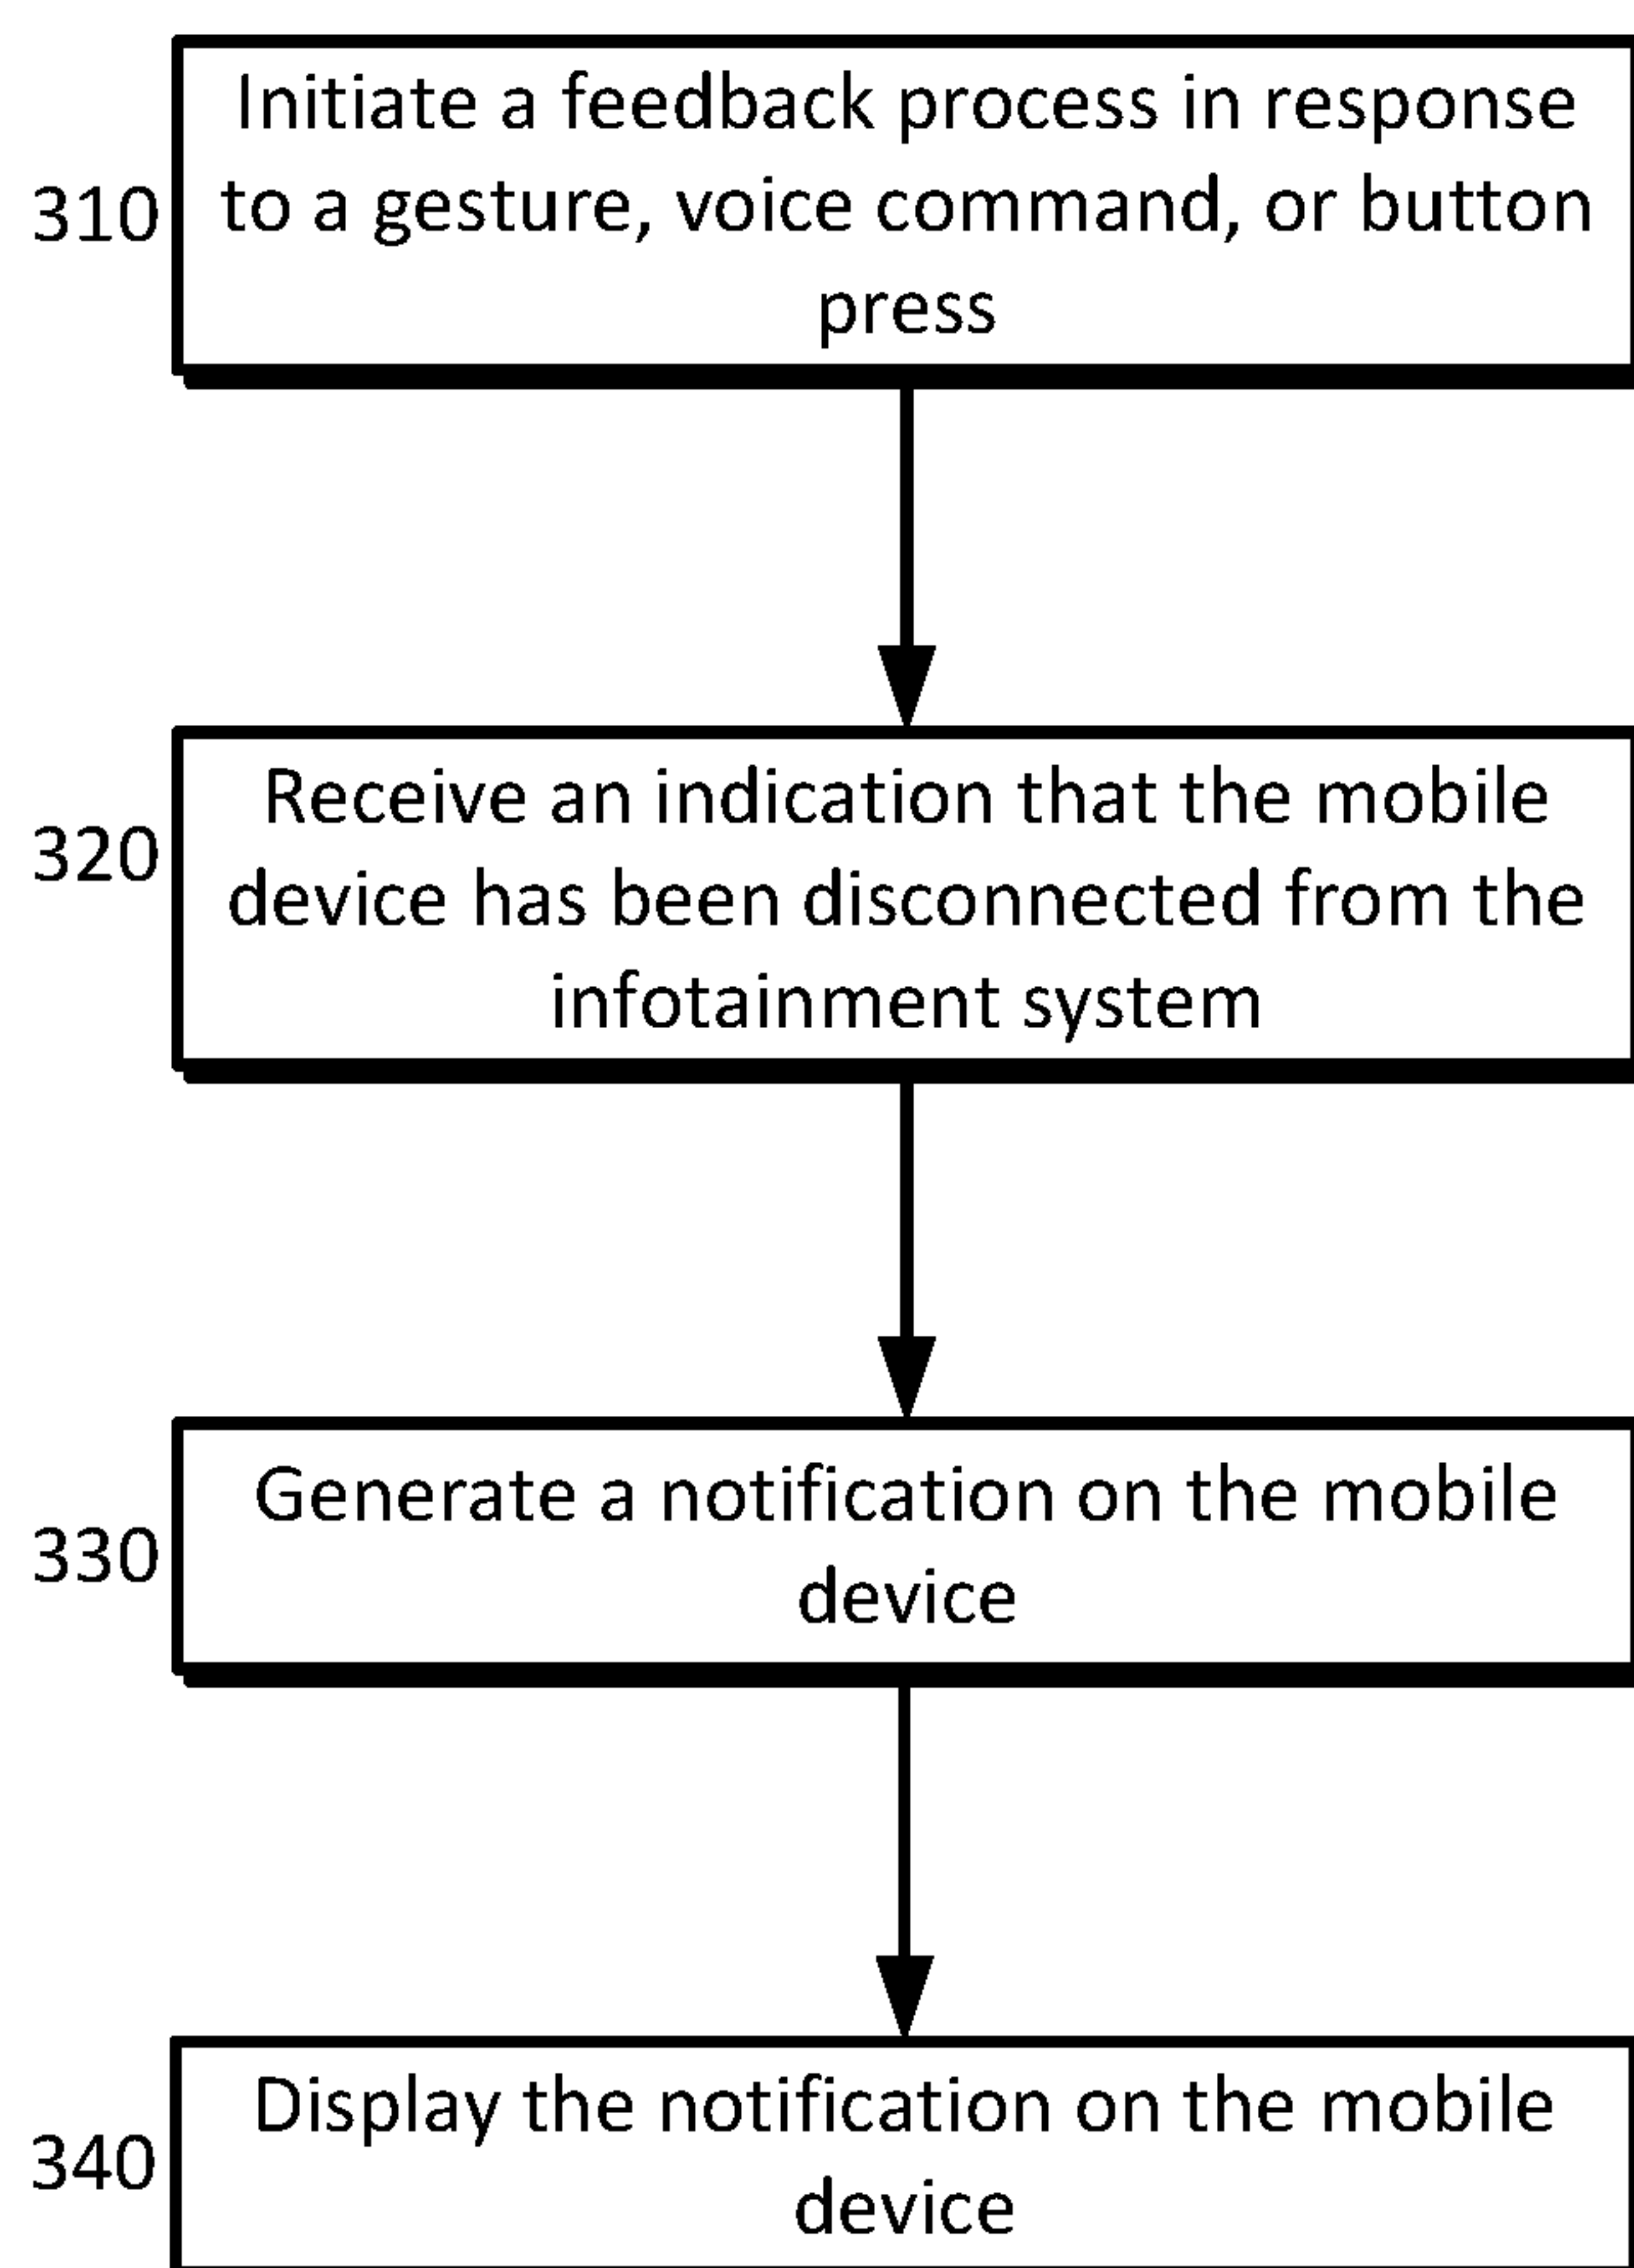 Initiate a feedback process in response
310
to a gesture, voice command, or button
press
Receive an indication that the mobile
320
device has been disconnected from the
infotainment system
Generate a notification on the mobile
330
device
Display the notification on the mobile
340
device